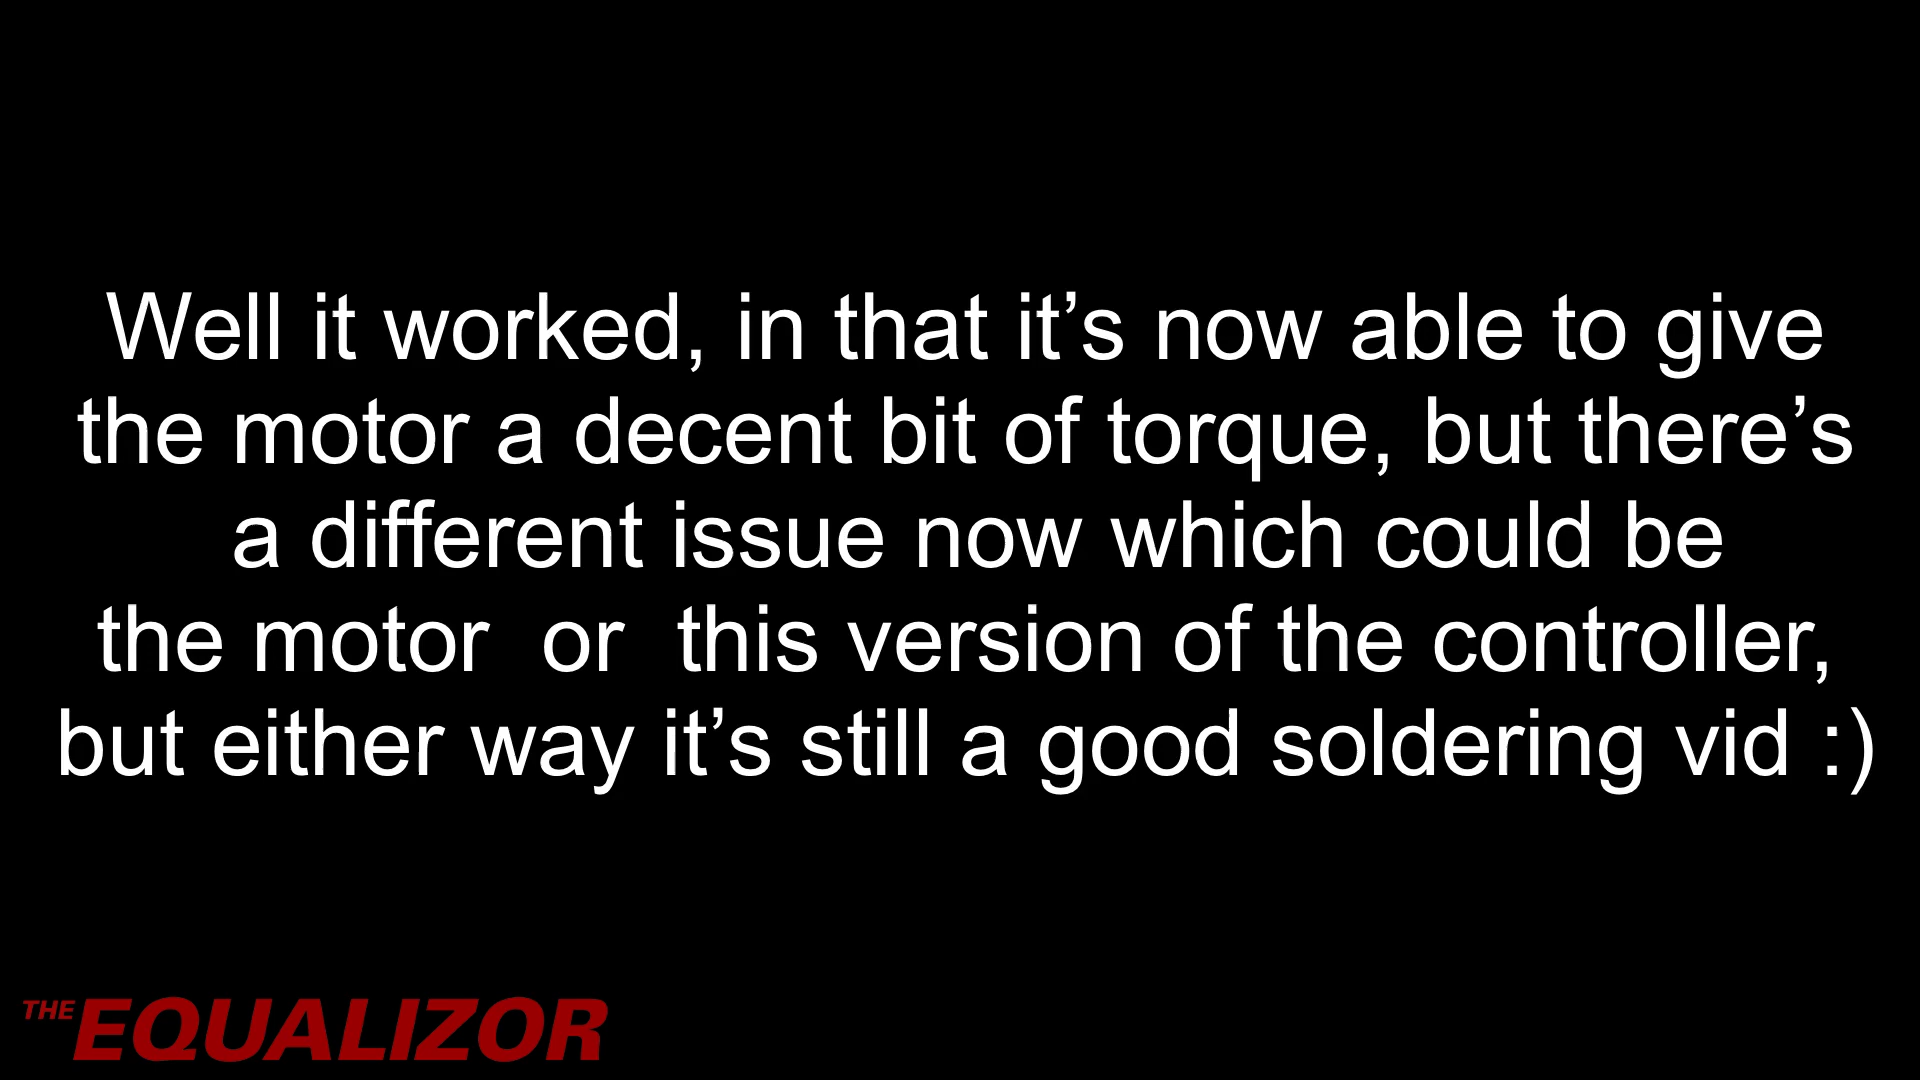 Well it worked, in that it’s now able to give
the motor a decent bit of torque, but there’s
a different issue now which could be
the motor  or  this version of the controller,
but either way it’s still a good soldering vid :)
THE EQUALIZOR